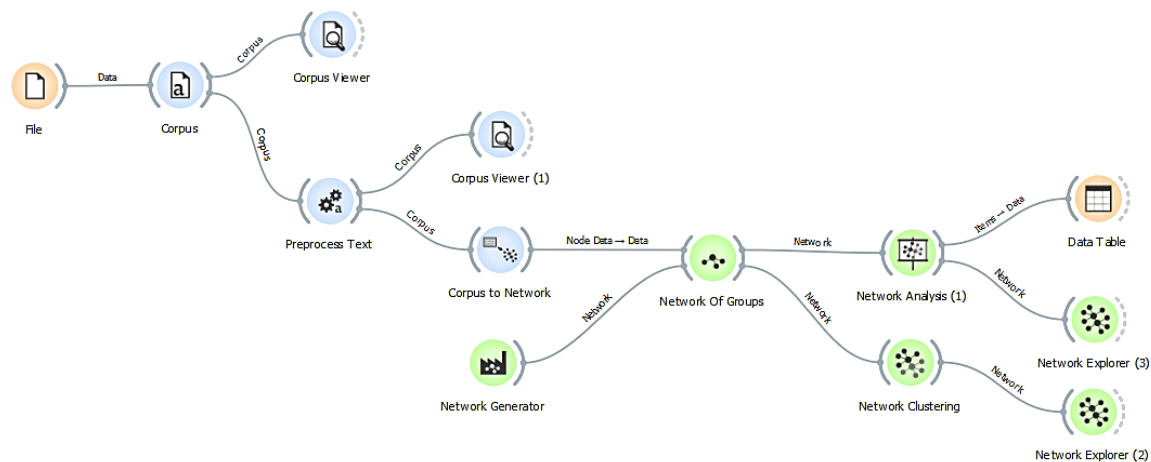 Corpus
Corpus Viewer
Data
File
Corpus
Corpus
Corpus
Corpus Viewer (1)
Preprocess Text
Corpus
Corpus to Network
Node Data → Data
Network
Network Generator
Network Of Groups
Network
Network
Network Analysis (1)
Items → Data
Data Table
Network
Network Explorer (3)
Network Clustering
Network
Network Explorer (2)
a
a